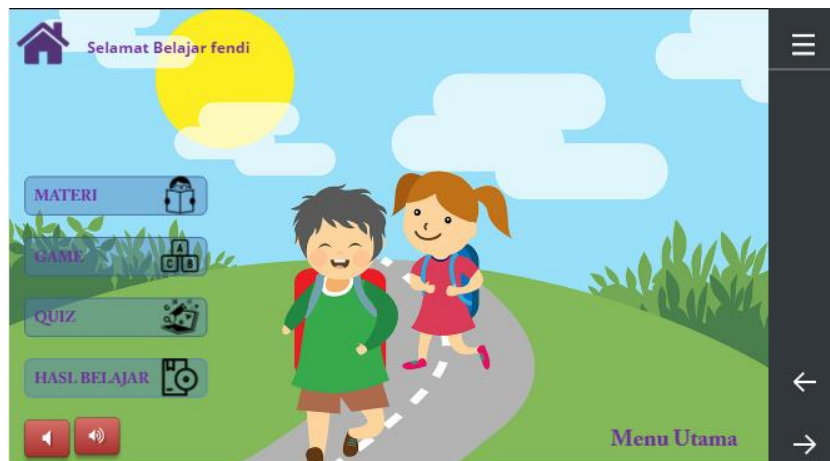 Selamat Belajar fendi
MATERI
GAME
QUIZ
HASL BELAJAR
Menu Utama
A
C B